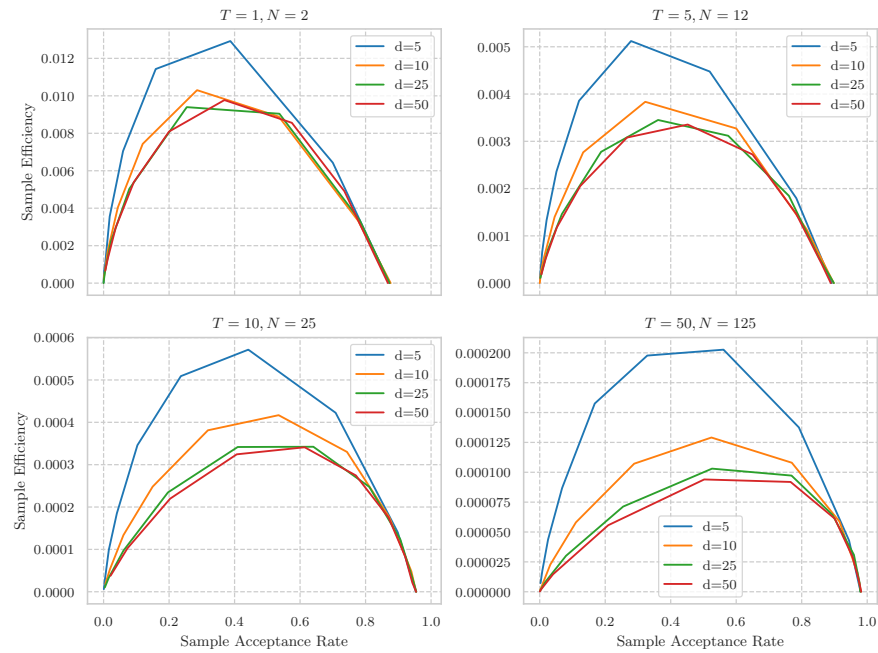 T = 1, N = 2
T = 5, N = 12
0.012
0.010
0.008
0.006
0.004
0.002
0.000
Sample Efficiency
d=5
d=10
d=25
d=50
0.005
0.004
0.003
0.002
0.001
0.000
d=5
d=10
d=25
d=50
T = 10, N = 25
T = 50, N = 125
0.0006
0.0005
0.0004
0.0003
0.0002
0.0001
0.0000
Sample Efficiency
d=5
d=10
d=25
d=50
0.0 0.2 0.4 0.6 0.8 1.0
Sample Acceptance Rate
0.000200
0.000175
0.000150
0.000125
0.000100
0.000075
0.000050
0.000025
0.000000
d=5
d=10
d=25
d=50
0.0 0.2 0.4 0.6 0.8 1.0
Sample Acceptance Rate